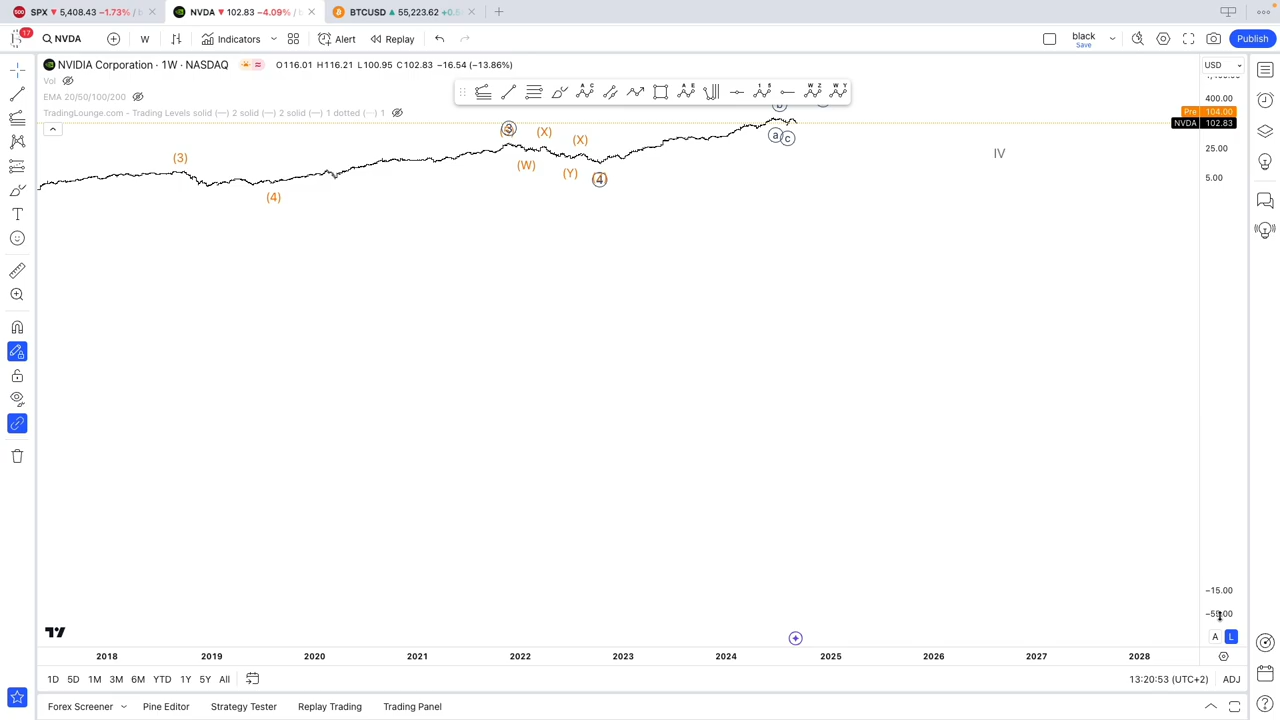 SPX ▼ 5,408.43 −1.73% / NVDA ▼ 102.83 −4.09% / BTCUSD ▲ 55,223.62
17 NVDA W Indicators Alert Replay black Save Publish
NVIDIA Corporation · 1W · NASDAQ O116.01 H116.21 L100.95 C102.83 −16.54 (−13.86%) USD
Vol
EMA 20/50/100/200
TradingLounge.com - Trading Levels solid (—) 2 solid (—) 2 solid (—) 1 dotted (—) 1
400.00
Pre 104.00
NVDA 102.83
(X)
a c
(X)
25.00
IV
(3)
(W)
(Y)
4
5.00
(4)
−15.00
A L
2018 2019 2020 2021 2022 2023 2024 2025 2026 2027 2028
1D 5D 1M 3M 6M YTD 1Y 5Y All 13:20:53 (UTC+2) ADJ
Forex Screener Pine Editor Strategy Tester Replay Trading Trading Panel